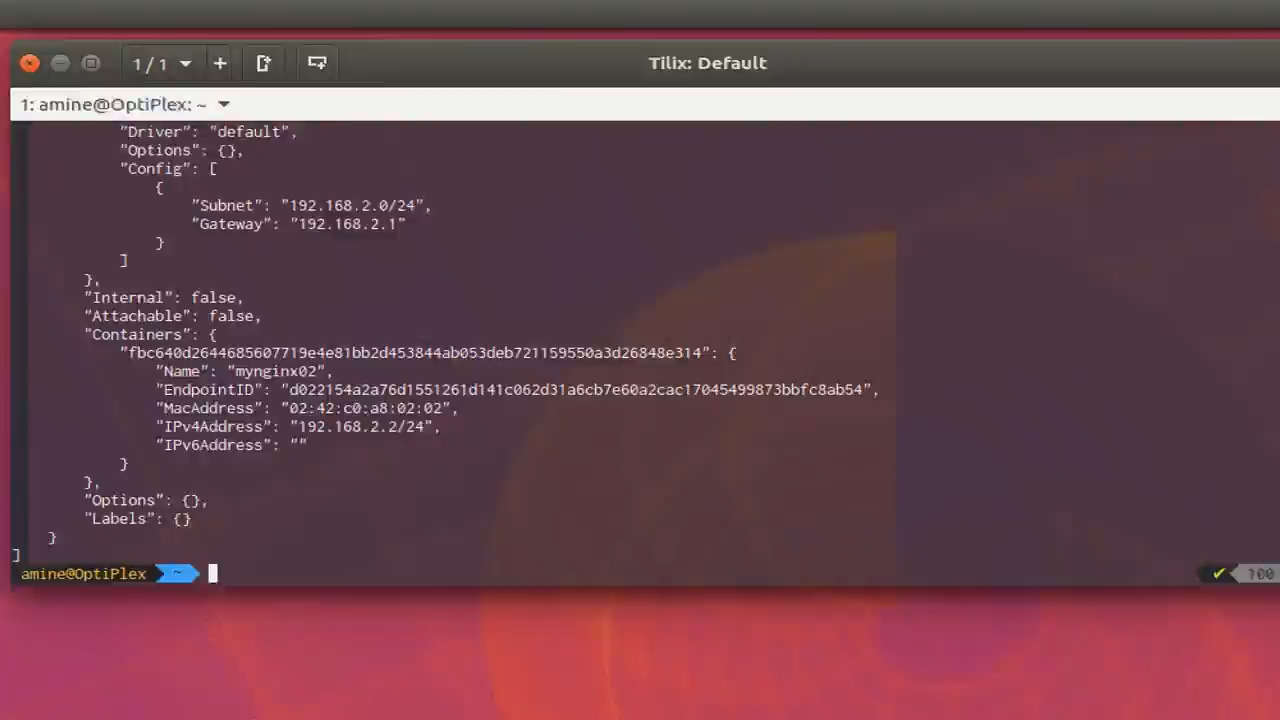 1 / 1
Tilix: Default
1: amine@OptiPlex: ~
"Driver": "default",
"Options": {},
"Config": [
{
"Subnet": "192.168.2.0/24",
"Gateway": "192.168.2.1"
}
]
},
"Internal": false,
"Attachable": false,
"Containers": {
"fbc640d2644685607719e4e81bb2d453844ab053deb721159550a3d26848e314": {
"Name": "mynginx02",
"EndpointID": "d022154a2a76d1551261d141c062d31a6cb7e60a2cac17045499873bbfc8ab54",
"MacAddress": "02:42:c0:a8:02:02",
"IPv4Address": "192.168.2.2/24",
"IPv6Address": ""
}
},
"Options": {},
"Labels": {}
}
]
amine@OptiPlex ~ ✔ 100